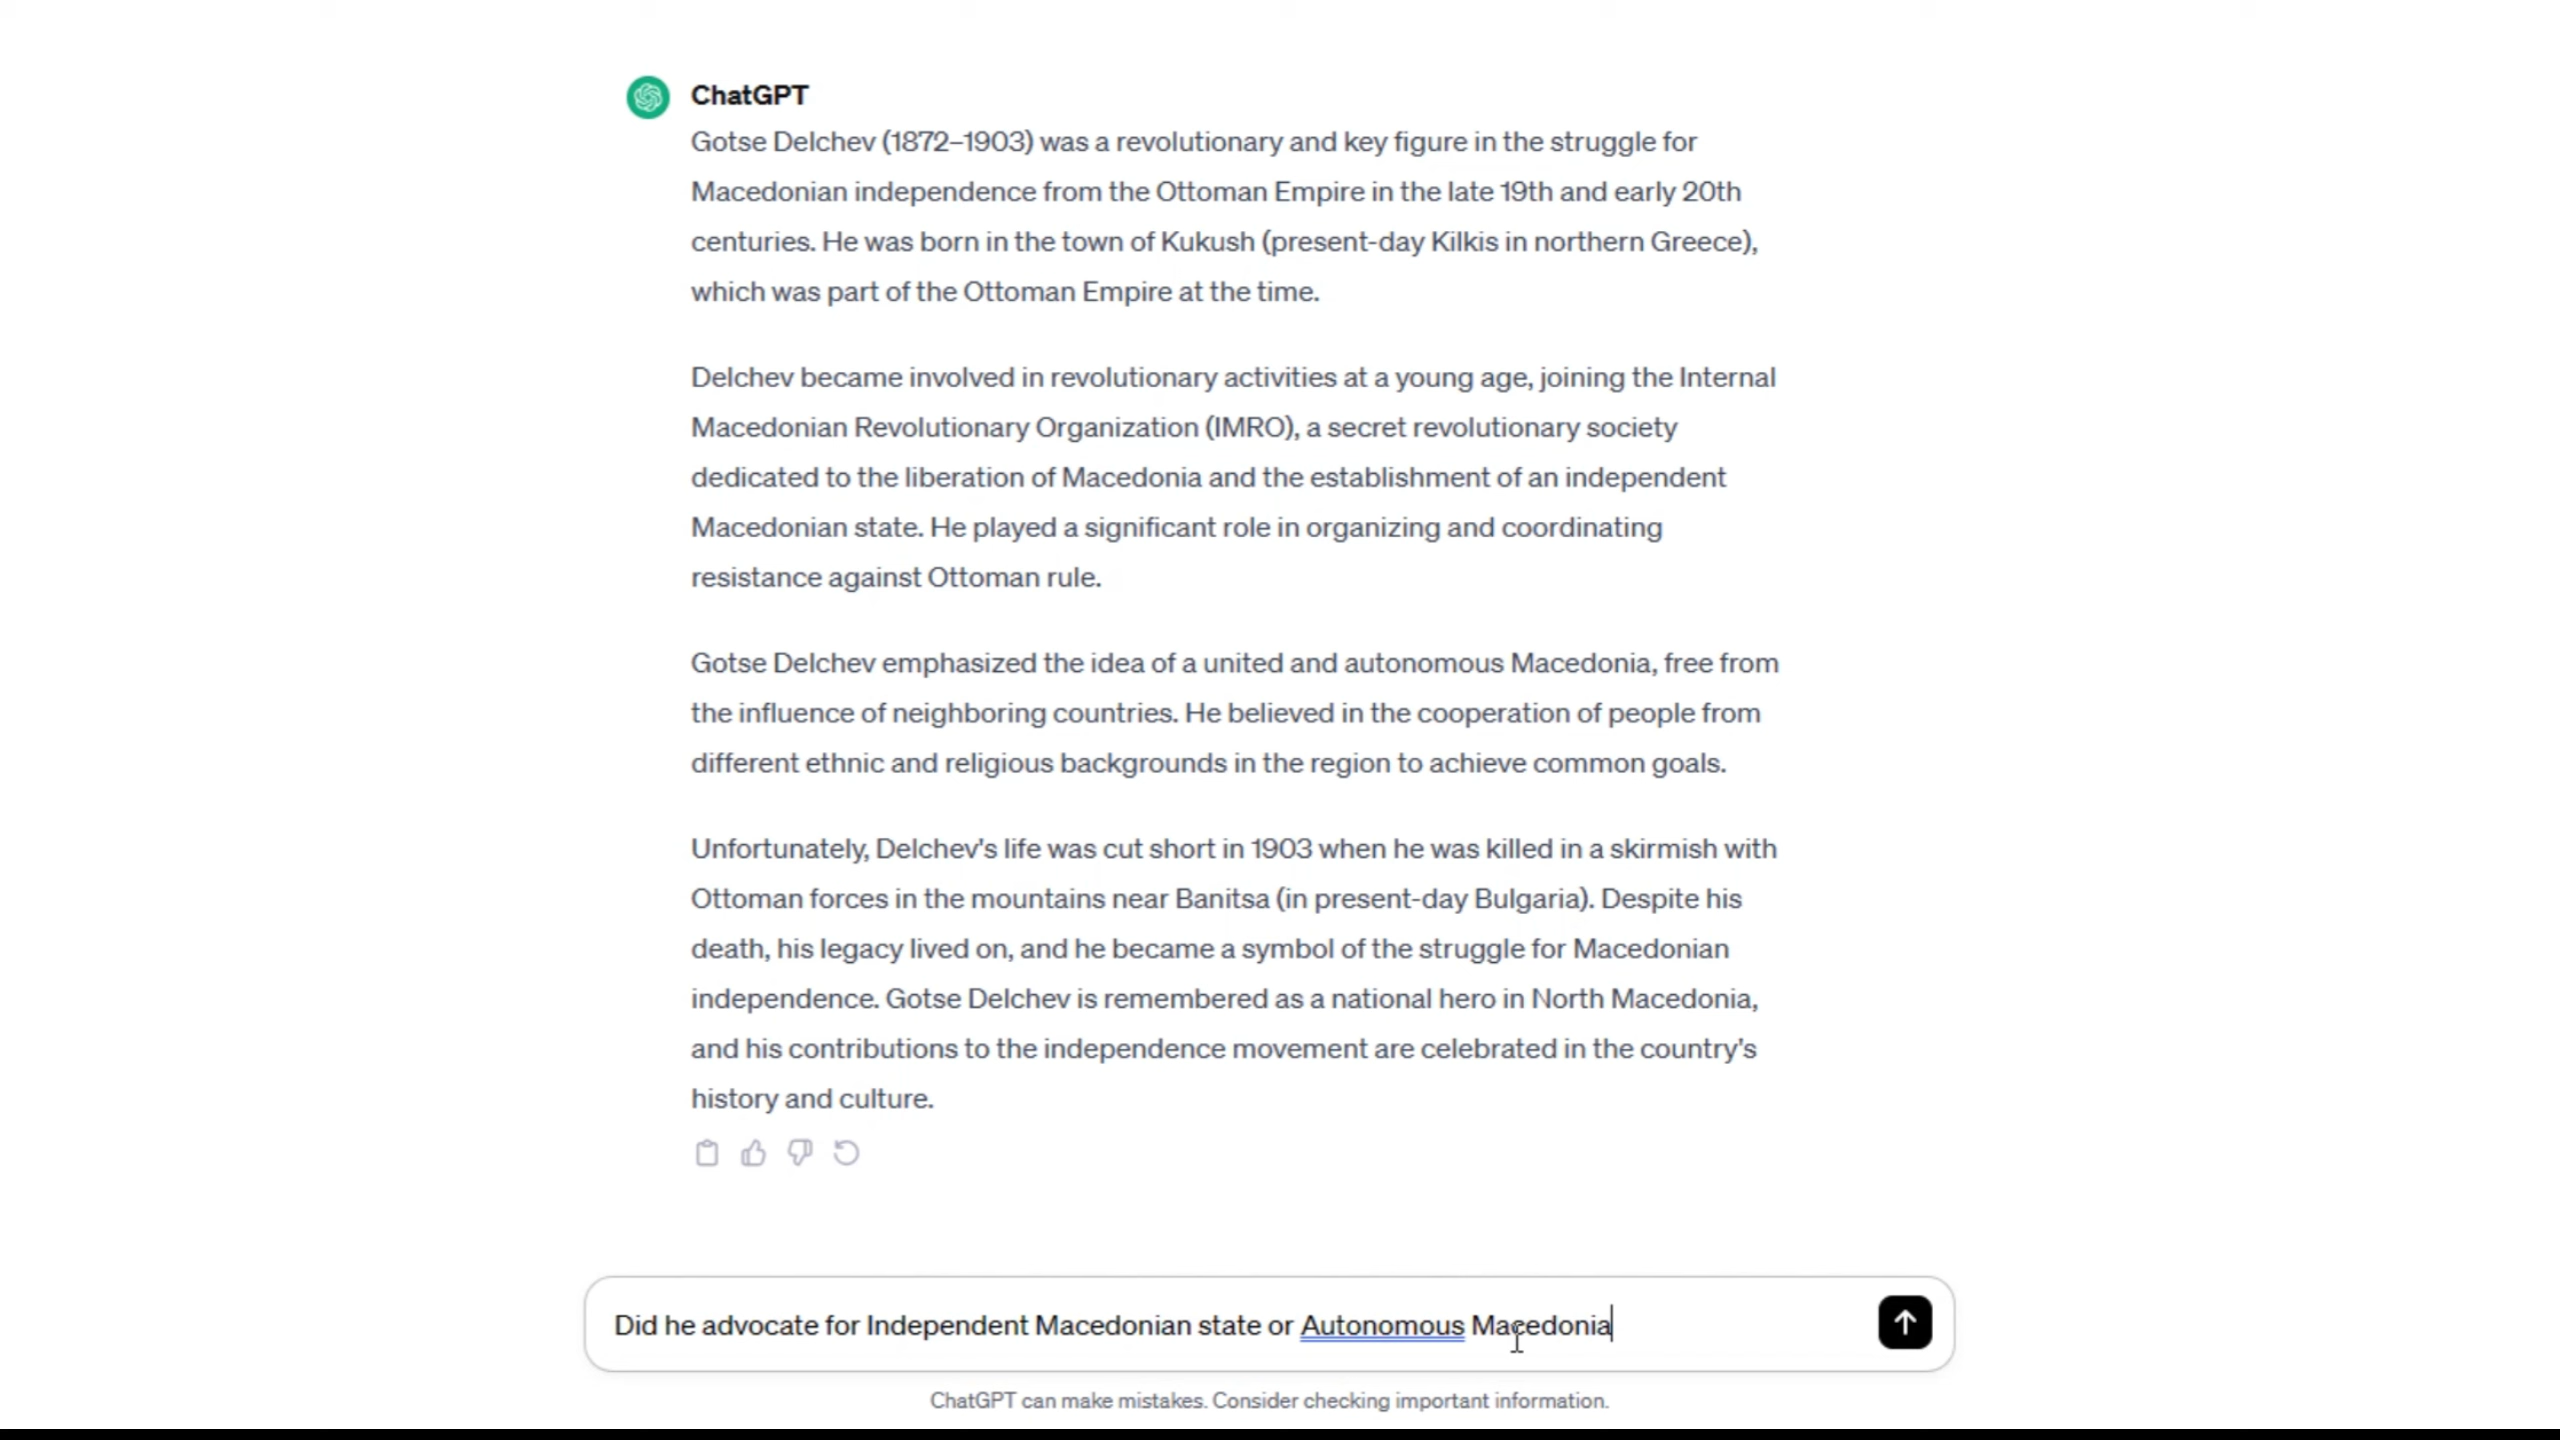 ChatGPT
Gotse Delchev (1872–1903) was a revolutionary and key figure in the struggle for
Macedonian independence from the Ottoman Empire in the late 19th and early 20th
centuries. He was born in the town of Kukush (present-day Kilkis in northern Greece),
which was part of the Ottoman Empire at the time.
Delchev became involved in revolutionary activities at a young age, joining the Internal
Macedonian Revolutionary Organization (IMRO), a secret revolutionary society
dedicated to the liberation of Macedonia and the establishment of an independent
Macedonian state. He played a significant role in organizing and coordinating
resistance against Ottoman rule.
Gotse Delchev emphasized the idea of a united and autonomous Macedonia, free from
the influence of neighboring countries. He believed in the cooperation of people from
different ethnic and religious backgrounds in the region to achieve common goals.
Unfortunately, Delchev's life was cut short in 1903 when he was killed in a skirmish with
Ottoman forces in the mountains near Banitsa (in present-day Bulgaria). Despite his
death, his legacy lived on, and he became a symbol of the struggle for Macedonian
independence. Gotse Delchev is remembered as a national hero in North Macedonia,
and his contributions to the independence movement are celebrated in the country's
history and culture.
Did he advocate for Independent Macedonian state or Autonomous Macedonia
ChatGPT can make mistakes. Consider checking important information.